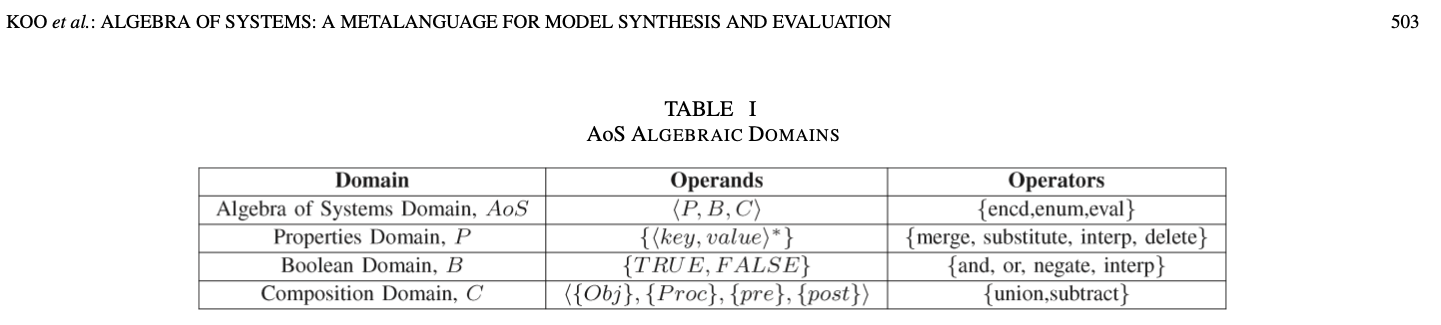 KOO et al.: ALGEBRA OF SYSTEMS: A METALANGUAGE FOR MODEL SYNTHESIS AND EVALUATION 503
TABLE I
AoS ALGEBRAIC DOMAINS
Domain Operands Operators
Algebra of Systems Domain, AoS ⟨P, B, C⟩ {encd,enum,eval}
Properties Domain, P {⟨key, value⟩*} {merge, substitute, interp, delete}
Boolean Domain, B {TRUE, FALSE} {and, or, negate, interp}
Composition Domain, C ⟨{Obj}, {Proc}, {pre}, {post}⟩ {union,subtract}